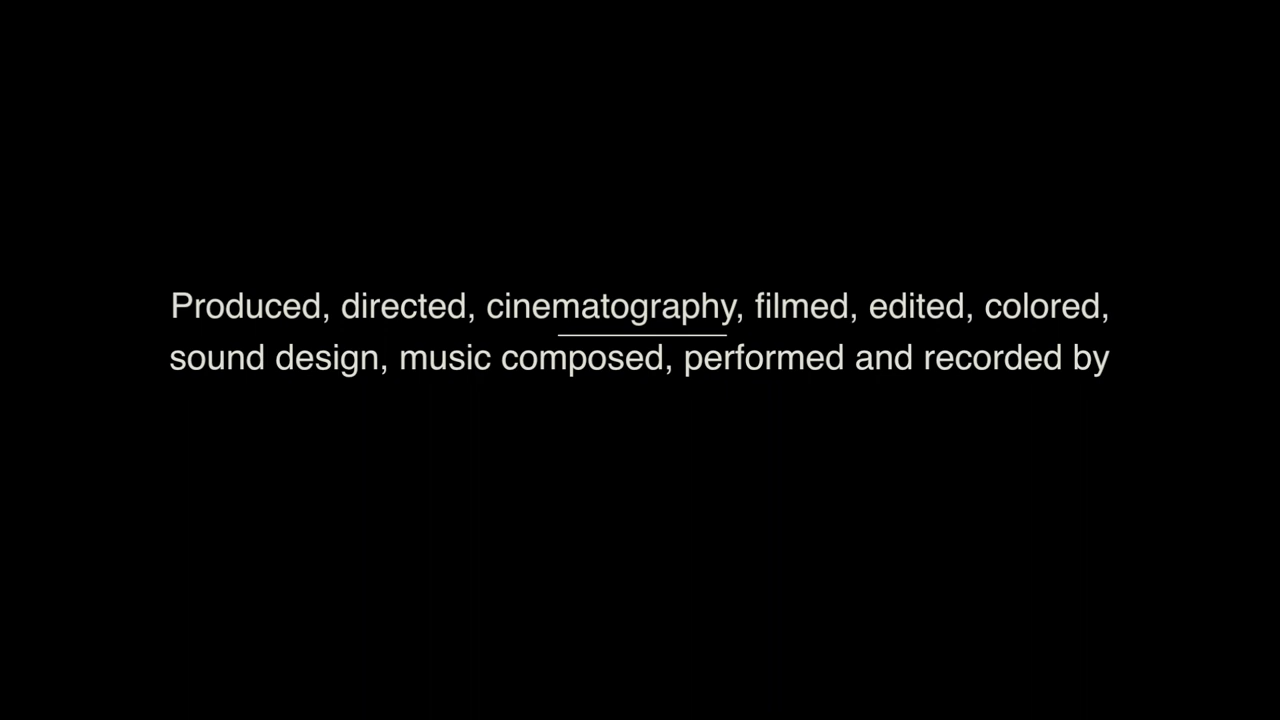 Produced, directed, cinematography, filmed, edited, colored,
sound design, music composed, performed and recorded by